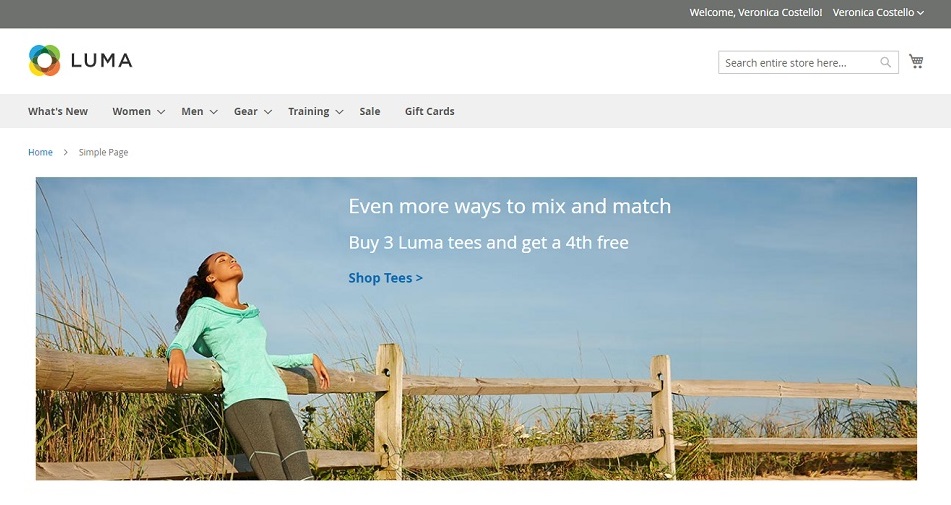 Welcome, Veronica Costello! Veronica Costello
LUMA
Search entire store here...
What's New Women Men Gear Training Sale Gift Cards
Home > Simple Page
Even more ways to mix and match
Buy 3 Luma tees and get a 4th free
Shop Tees >